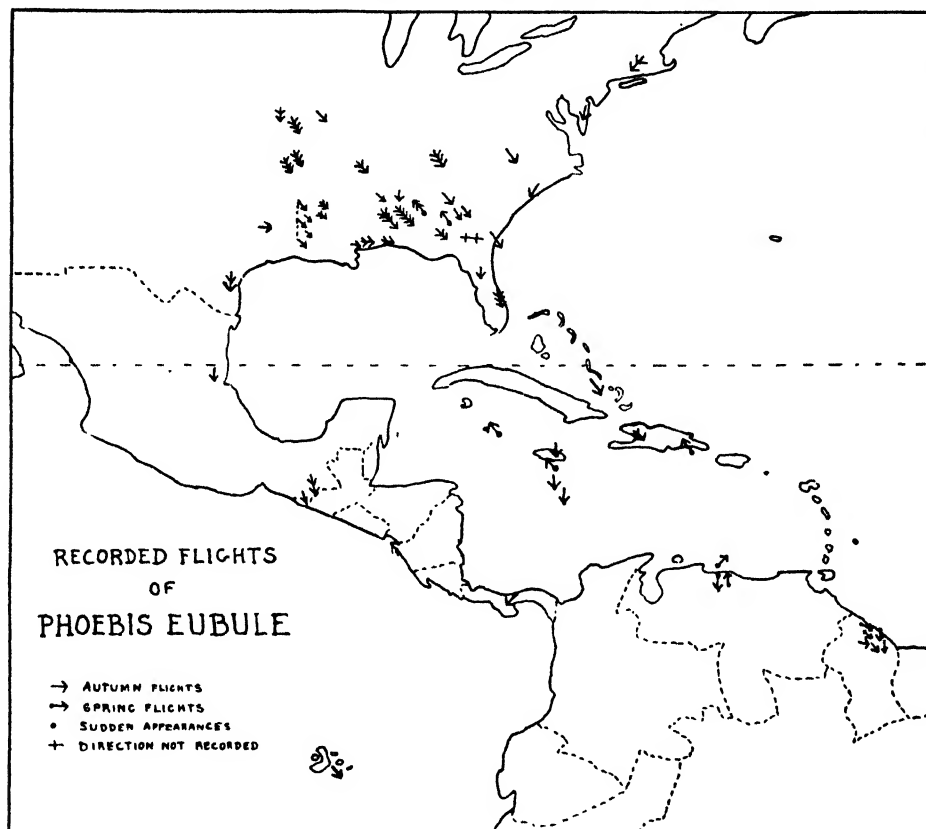 RECORDED FLIGHTS
OF
PHOEBIS EUBULE
AUTUMN FLIGHTS
SPRING FLIGHTS
SUDDEN APPEARANCES
DIRECTION NOT RECORDED